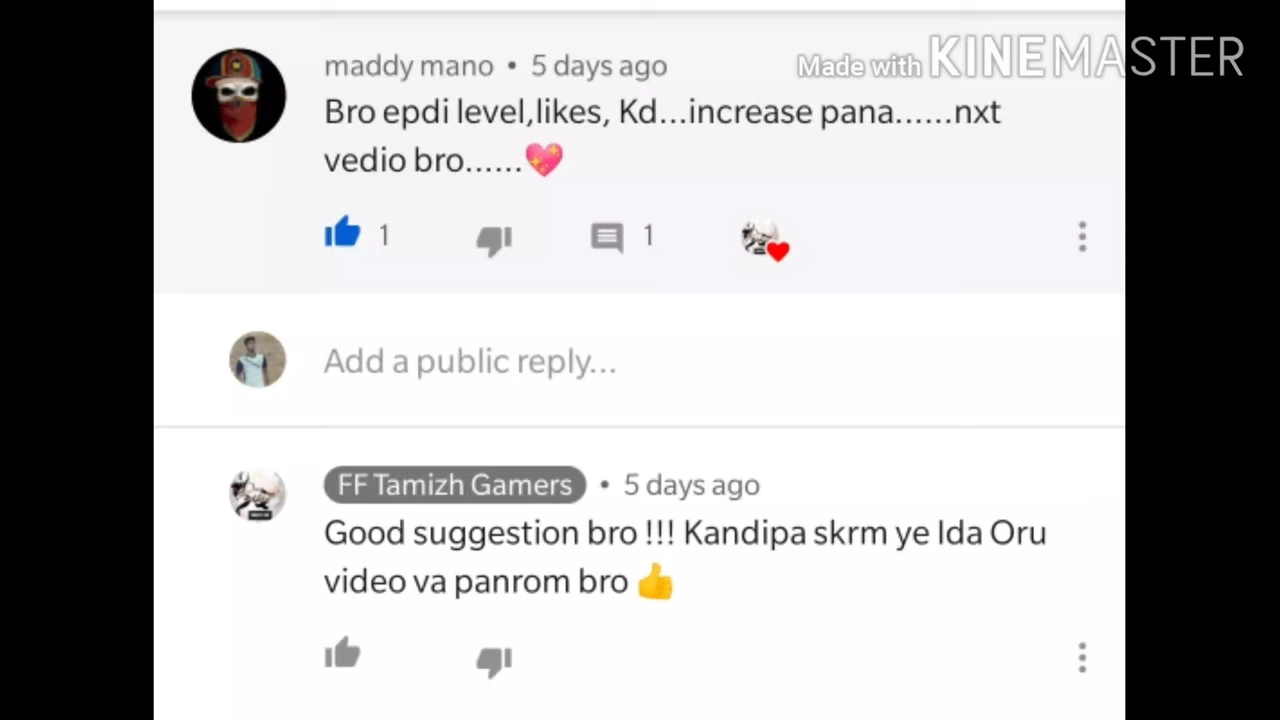 Made with KINEMASTER
maddy mano • 5 days ago
Bro epdi level,likes, Kd...increase pana......nxt
vedio bro......💖
1
1
Add a public reply...
FF Tamizh Gamers • 5 days ago
Good suggestion bro !!! Kandipa skrm ye Ida Oru
video va panrom bro 👍